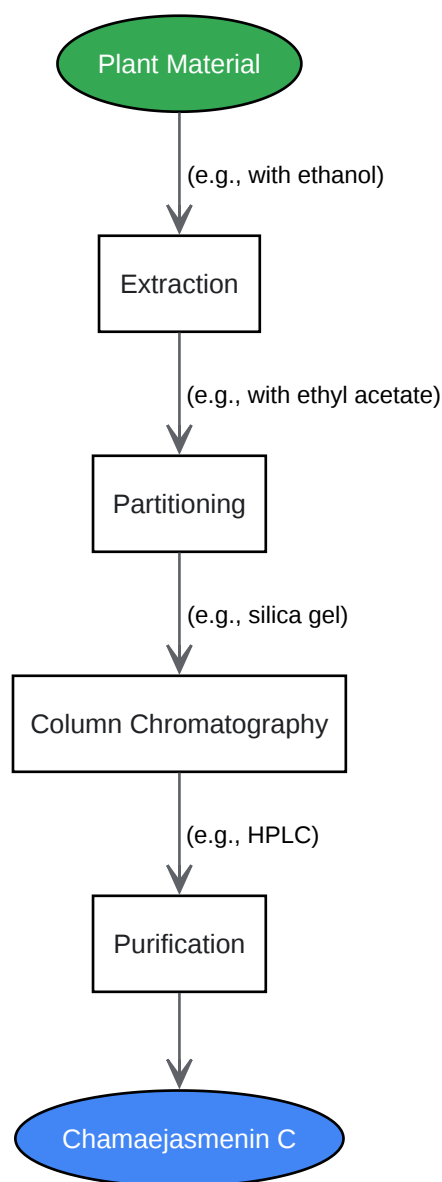 Plant Material
(e.g., with ethanol)
Extraction
(e.g., with ethyl acetate)
Partitioning
(e.g., silica gel)
Column Chromatography
(e.g., HPLC)
Purification
Chamaejasmenin C